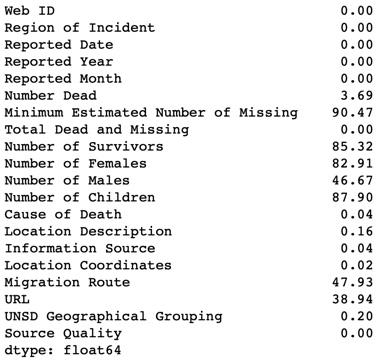 Web ID 0.00
Region of Incident 0.00
Reported Date 0.00
Reported Year 0.00
Reported Month 0.00
Number Dead 3.69
Minimum Estimated Number of Missing 90.47
Total Dead and Missing 0.00
Number of Survivors 85.32
Number of Females 82.91
Number of Males 46.67
Number of Children 87.90
Cause of Death 0.04
Location Description 0.16
Information Source 0.04
Location Coordinates 0.02
Migration Route 47.93
URL 38.94
UNSD Geographical Grouping 0.20
Source Quality 0.00
dtype: float64